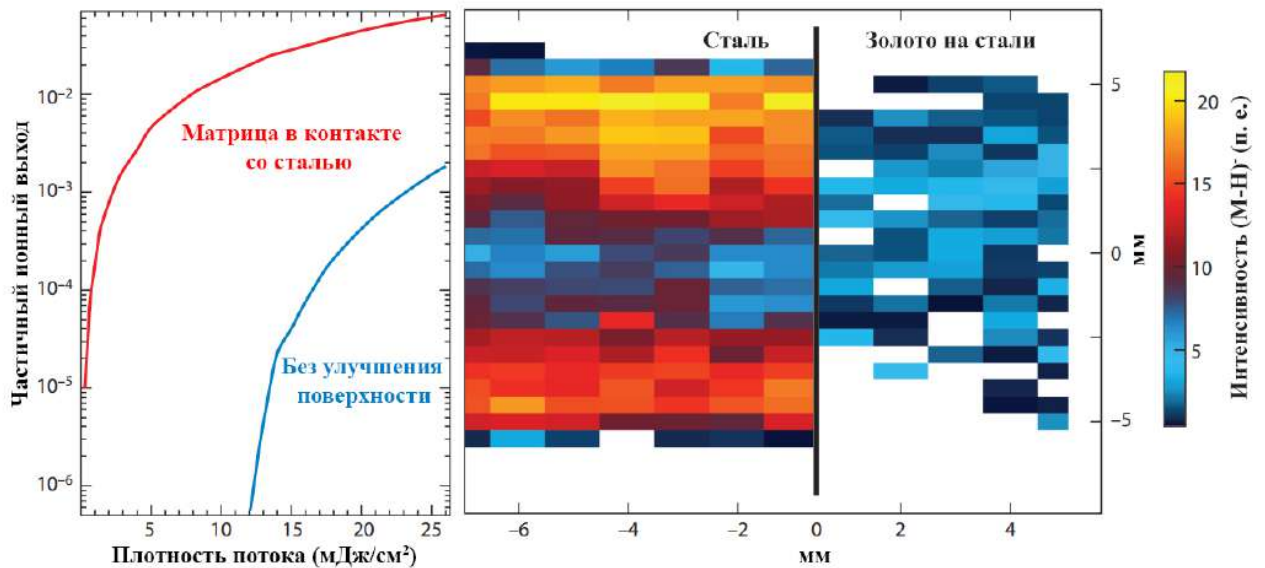 Частичный ионный выход
10⁻²
10⁻³
10⁻⁴
10⁻⁵
10⁻⁶
Матрица в контакте
со сталью
Без улучшения
поверхности
5
10
15
20
25
Плотность потока (мДж/см²)
Сталь
Золото на стали
5
0
−5
мм
−6
−4
−2
0
2
4
мм
20
15
10
5
Интенсивность (М-Н)⁻ (п. е.)